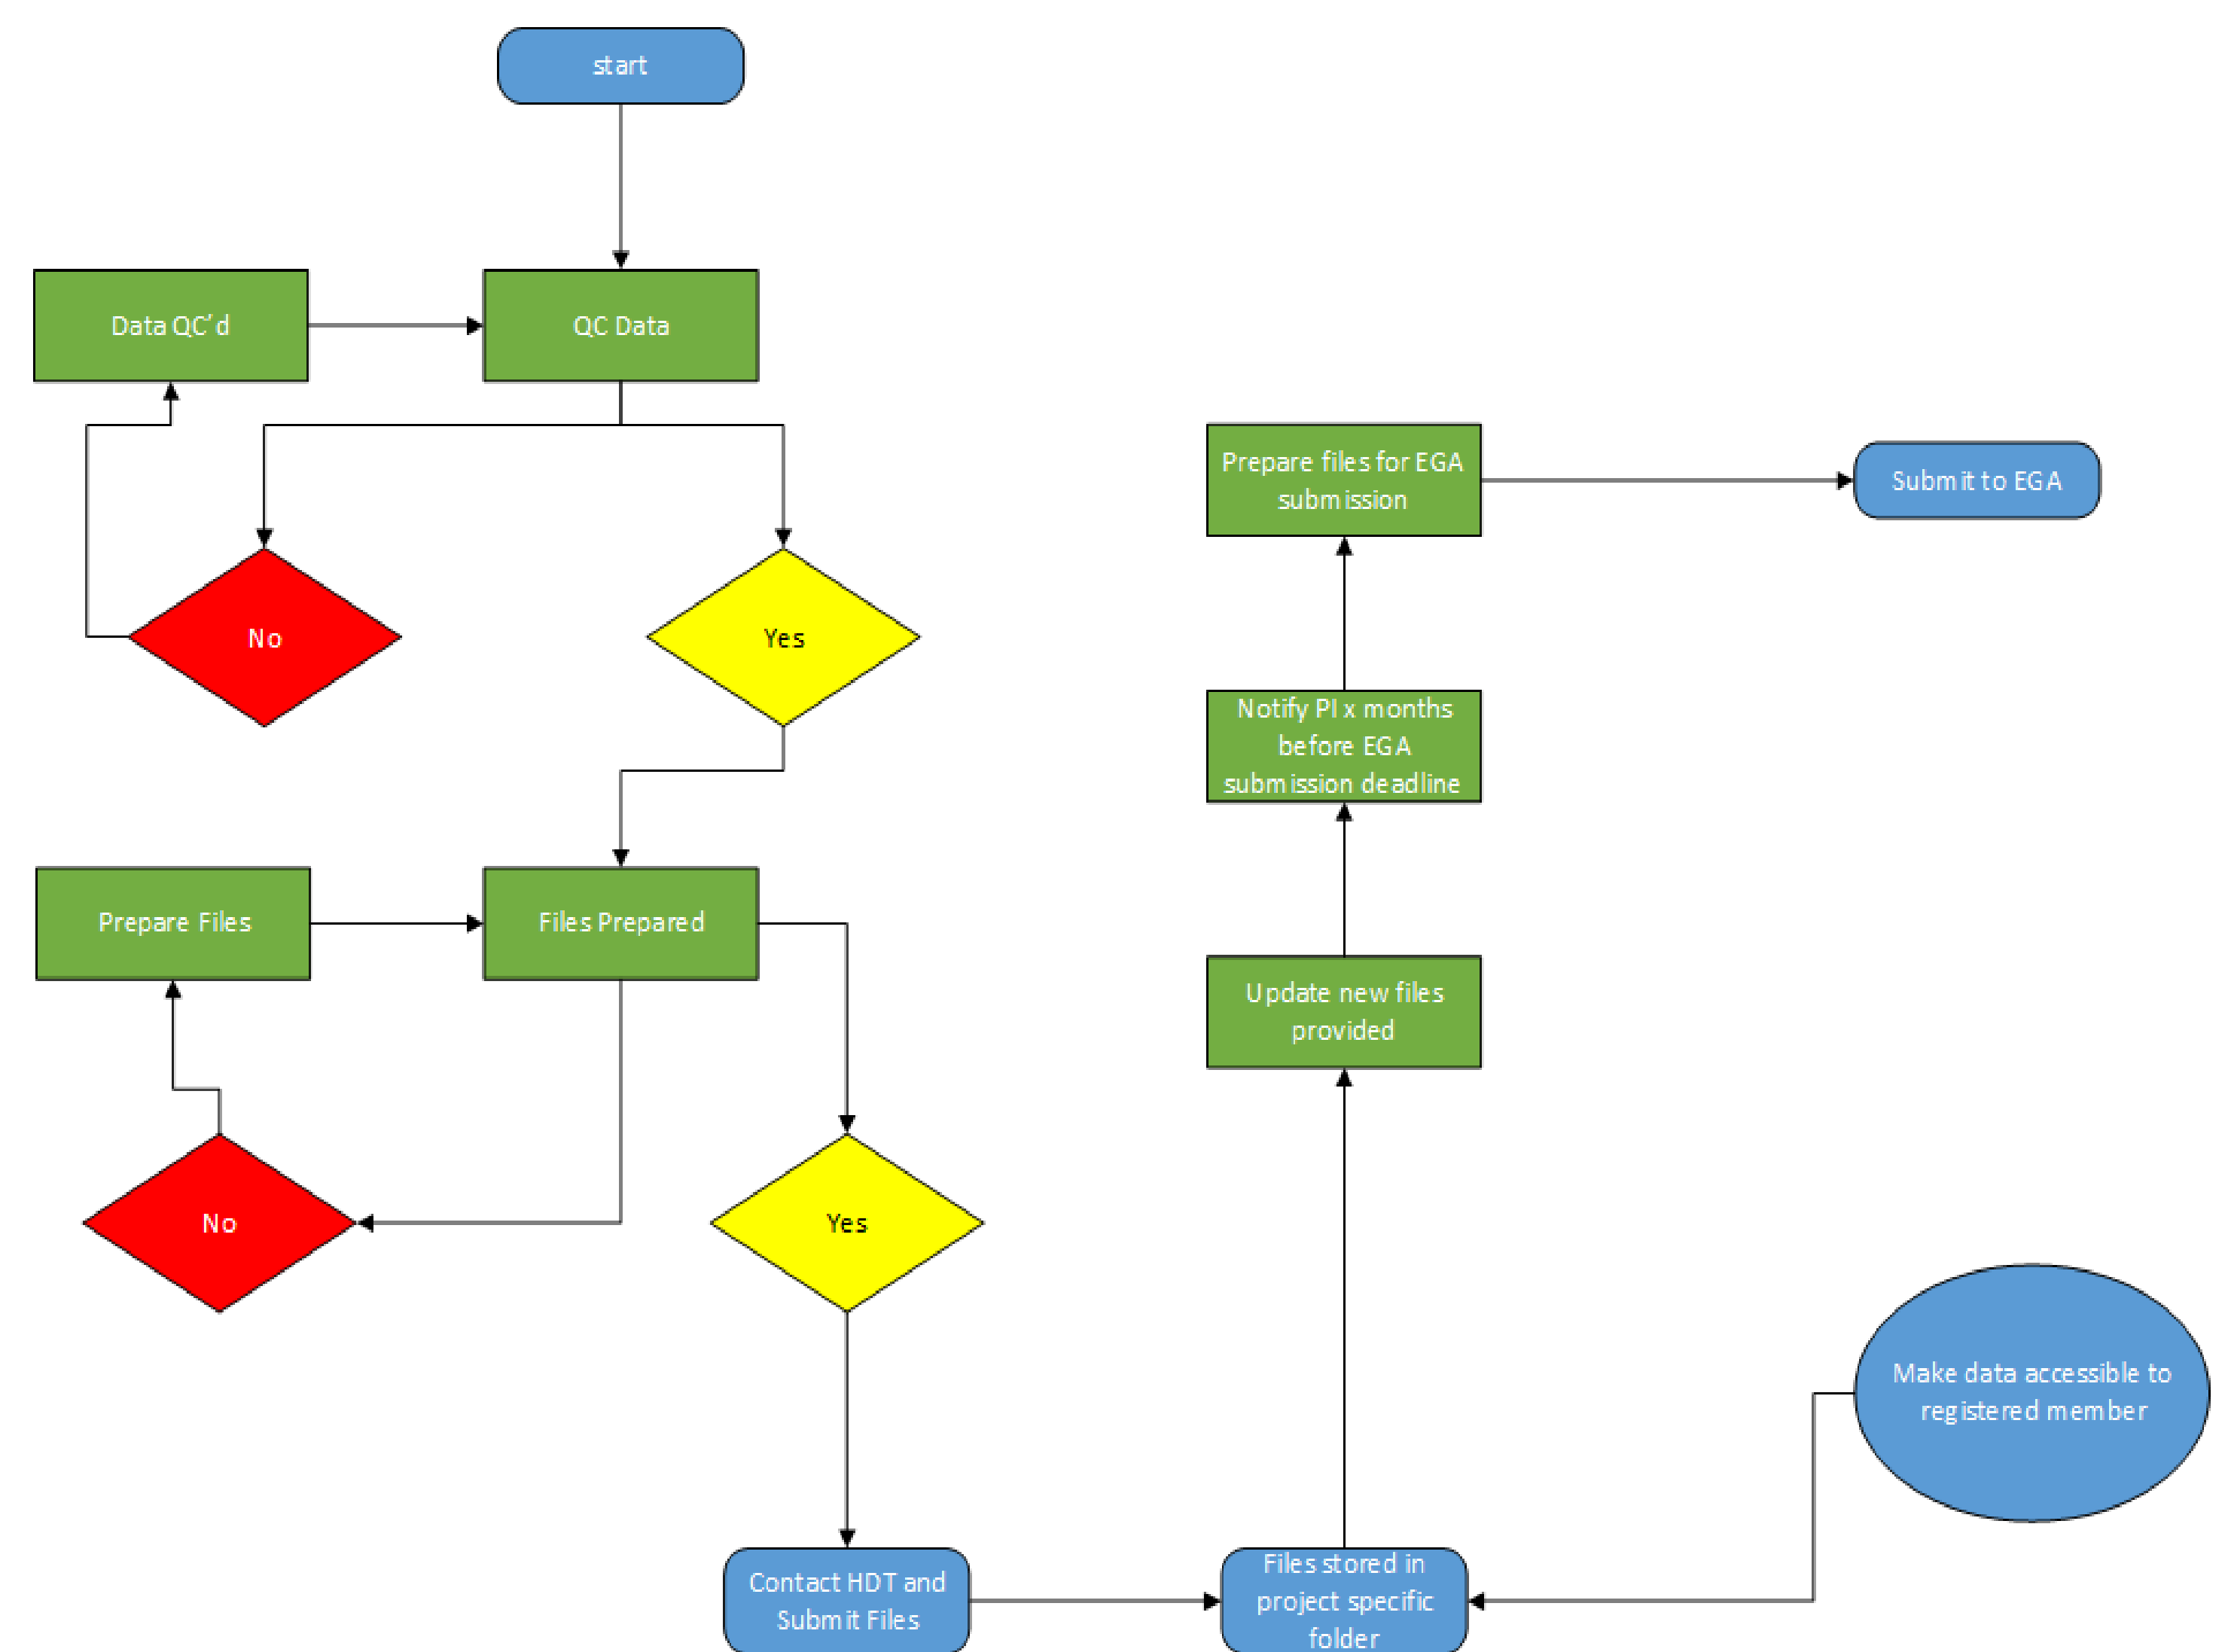 start
Data QC’d
QC Data
No
Yes
Prepare Files
Files Prepared
No
Yes
Contact HDT and
Submit Files
Files stored in
project specific
folder
Update new files
provided
Notify PI x months
before EGA
submission deadline
Prepare files for EGA
submission
Submit to EGA
Make data accessible to
registered member